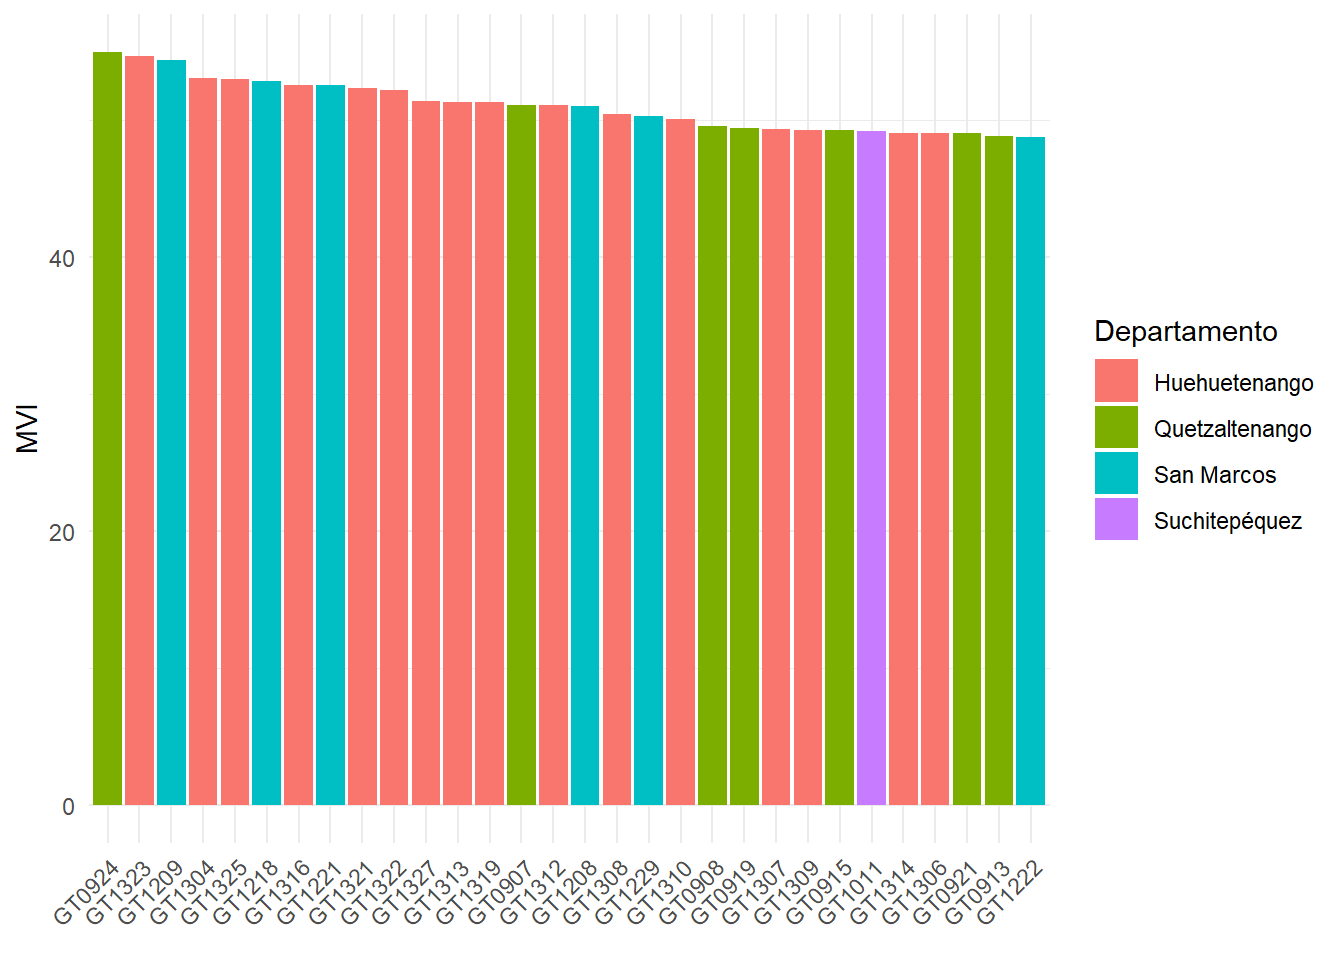 MVI
40
20
0
GT0924
GT1323
GT1209
GT1304
GT1325
GT1218
GT1316
GT1221
GT1321
GT1322
GT1327
GT1313
GT1319
GT0907
GT1312
GT1208
GT1308
GT1229
GT1310
GT0908
GT0919
GT1307
GT1309
GT0915
GT1011
GT1314
GT1306
GT0921
GT0913
GT1222
Departamento
Huehuetenango
Quetzaltenango
San Marcos
Suchitepéquez